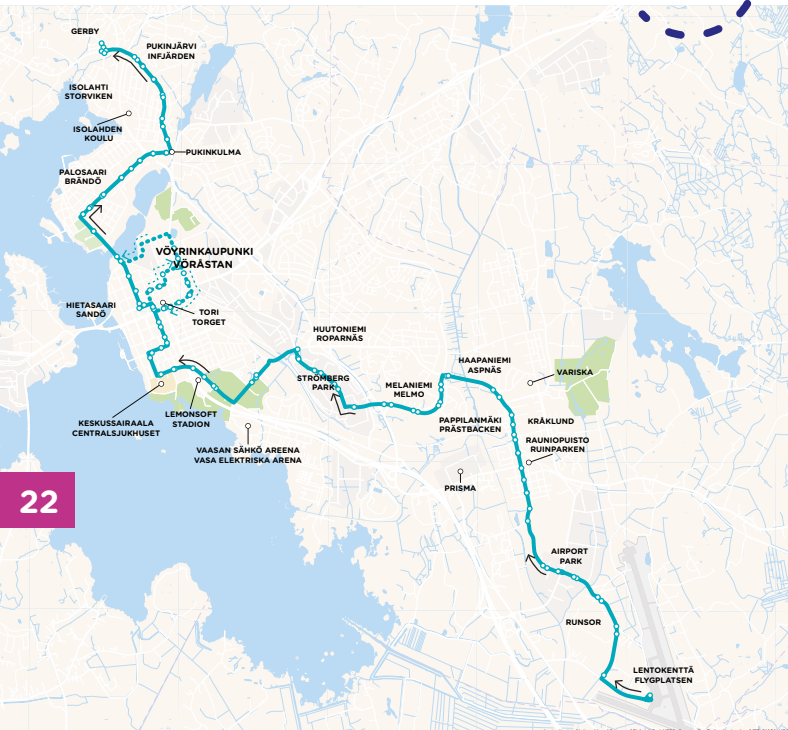 GERBY
PUKINJÄRVI
INFJÄRDEN
ISOLAHTI
STORVIKEN
ISOLAHDEN
KOULU
PUKINKULMA
PALOSAARI
BRÄNDÖ
VÖYRINKAUPUNKI
VÖRÅSTAN
HIETASAARI
SANDÖ
TORI
TORGET
HUUTONIEMI
ROPARNÄS
STRÖMBERG
PARK
HAAPANIEMI
ASPNÄS
VARISKA
MELANIEMI
MELMO
KESKUSSAIRAALA
CENTRALSJUKHUSET
LEMONSOFT
STADION
PAPPILANMÄKI
PRÄSTBACKEN
KRÅKLUND
RAUNIOPUISTO
RUINPARKEN
VAASAN SÄHKÖ AREENA
VASA ELEKTRISKA ARENA
PRISMA
22
AIRPORT
PARK
RUNSOR
LENTOKENTTÄ
FLYGPLATSEN